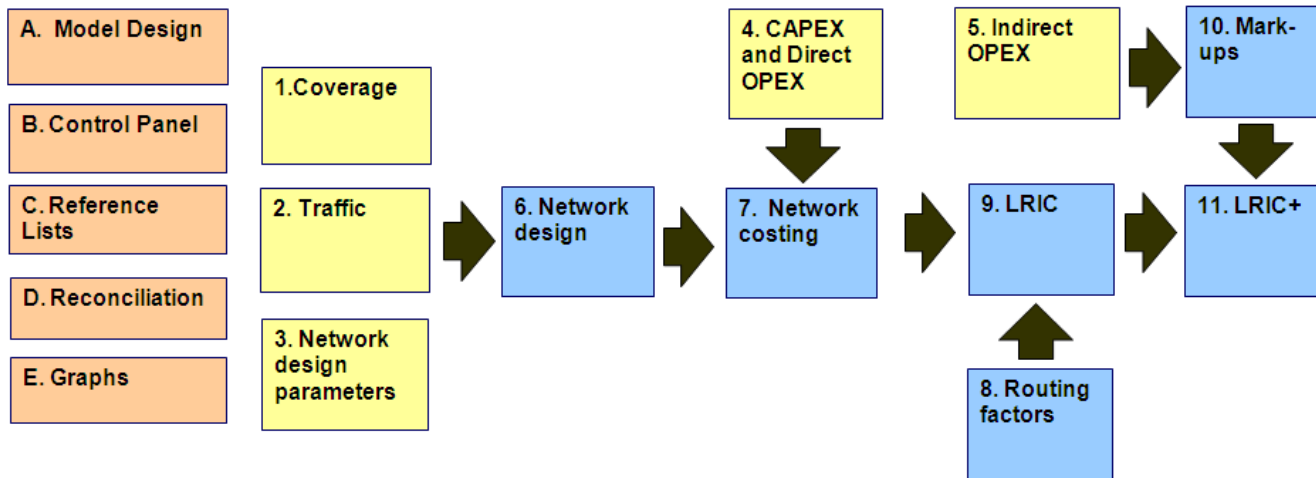 A. Model Design
B. Control Panel
C. Reference
Lists
D. Reconciliation
E. Graphs
1.Coverage
2. Traffic
3. Network
design
parameters
4. CAPEX
and Direct
OPEX
5. Indirect
OPEX
6. Network
design
7. Network
costing
8. Routing
factors
9. LRIC
10. Mark-
ups
11. LRIC+